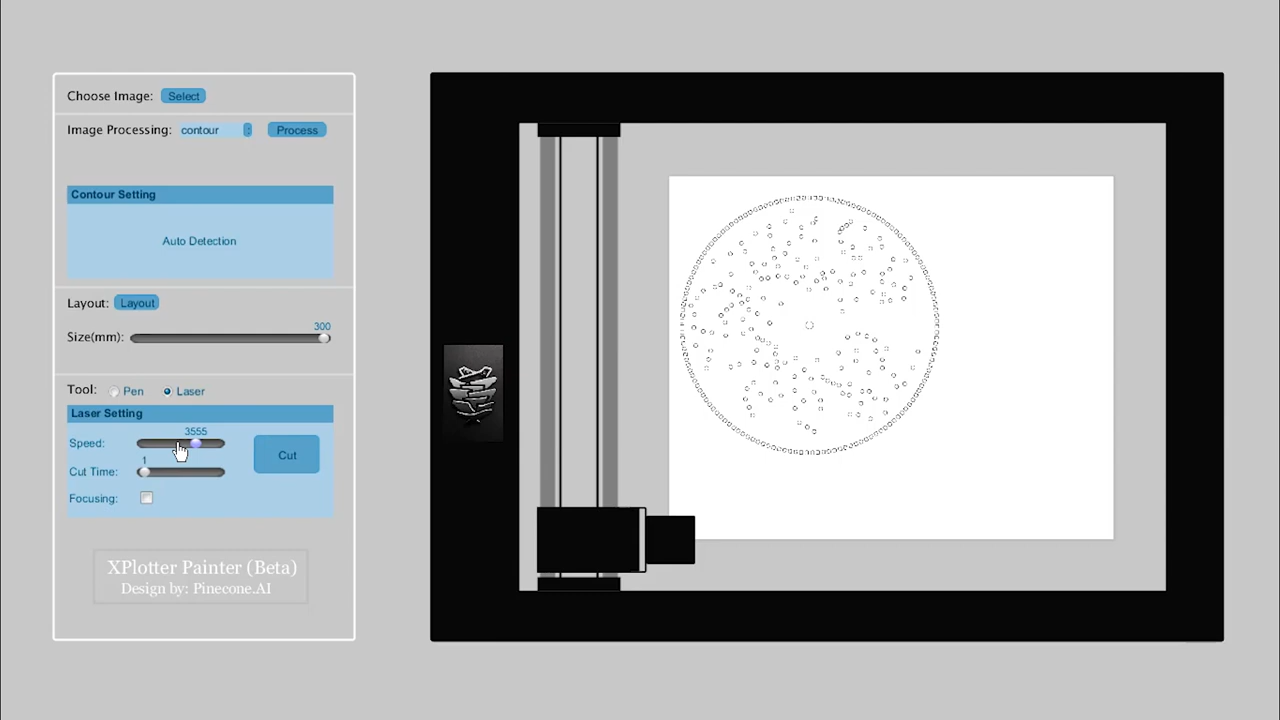 Choose Image: Select
Image Processing: contour : Process
Contour Setting
Auto Detection
Layout: Layout
300
Size(mm):
Tool: Pen Laser
Laser Setting
3555
Speed:
Cut
1
Cut Time:
Focusing:
XPlotter Painter (Beta)
Design by: Pinecone.AI